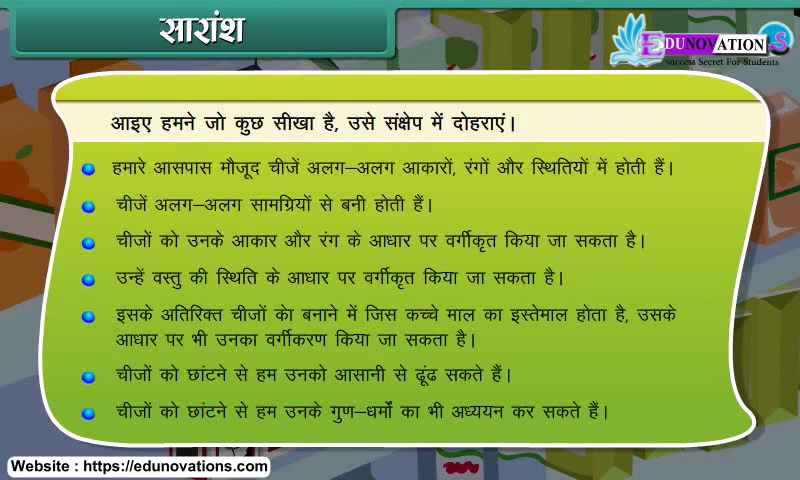 सारांश
EDUNOVATION.S
Success Secret For Students
आइए हमने जो कुछ सीखा है, उसे संक्षेप में दोहराएं।
हमारे आसपास मौजूद चीजें अलग–अलग आकारों, रंगों और स्थितियों में होती हैं।
चीजें अलग–अलग सामग्रियों से बनी होती हैं।
चीजों को उनके आकार और रंग के आधार पर वर्गीकृत किया जा सकता है।
उन्हें वस्तु की स्थिति के आधार पर वर्गीकृत किया जा सकता है।
इसके अतिरिक्त चीजों केा बनाने में जिस कच्चे माल का इस्तेमाल होता है, उसके
आधार पर भी उनका वर्गीकरण किया जा सकता है।
चीजों को छांटने से हम उनको आसानी से ढूंढ सकते हैं।
चीजों को छांटने से हम उनके गुण–धर्मों का भी अध्ययन कर सकते हैं।
Website : https://edunovations.com